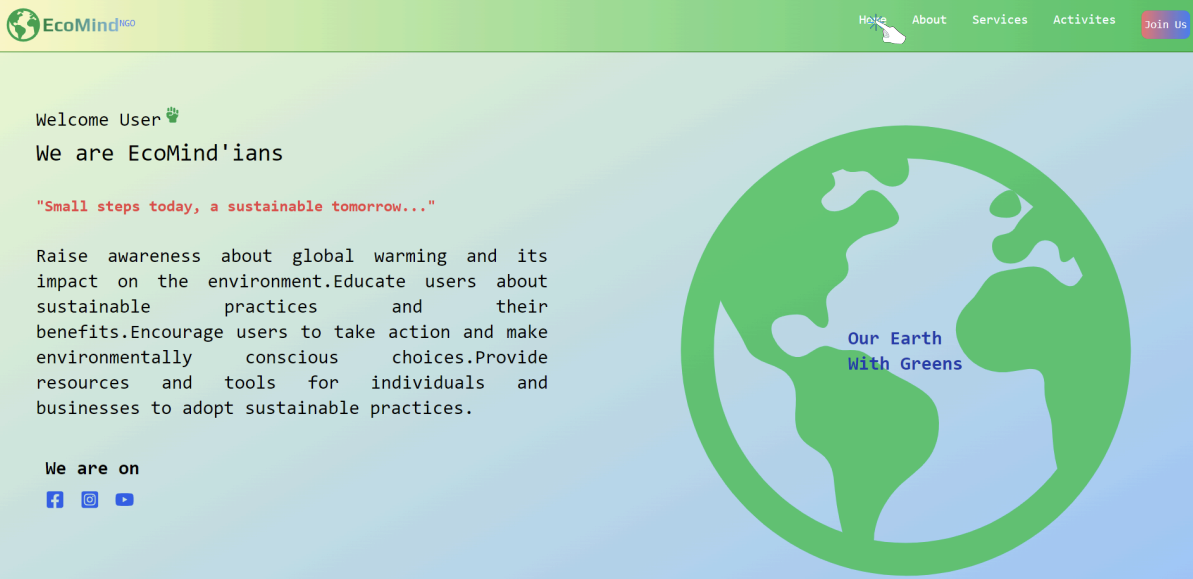 EcoMind NGO
Home About Services Activites Join Us
Welcome User
We are EcoMind'ians
"Small steps today, a sustainable tomorrow..."
Raise awareness about global warming and its
impact on the environment.Educate users about
sustainable practices and their
benefits.Encourage users to take action and make
environmentally conscious choices.Provide
resources and tools for individuals and
businesses to adopt sustainable practices.
Our Earth
With Greens
We are on